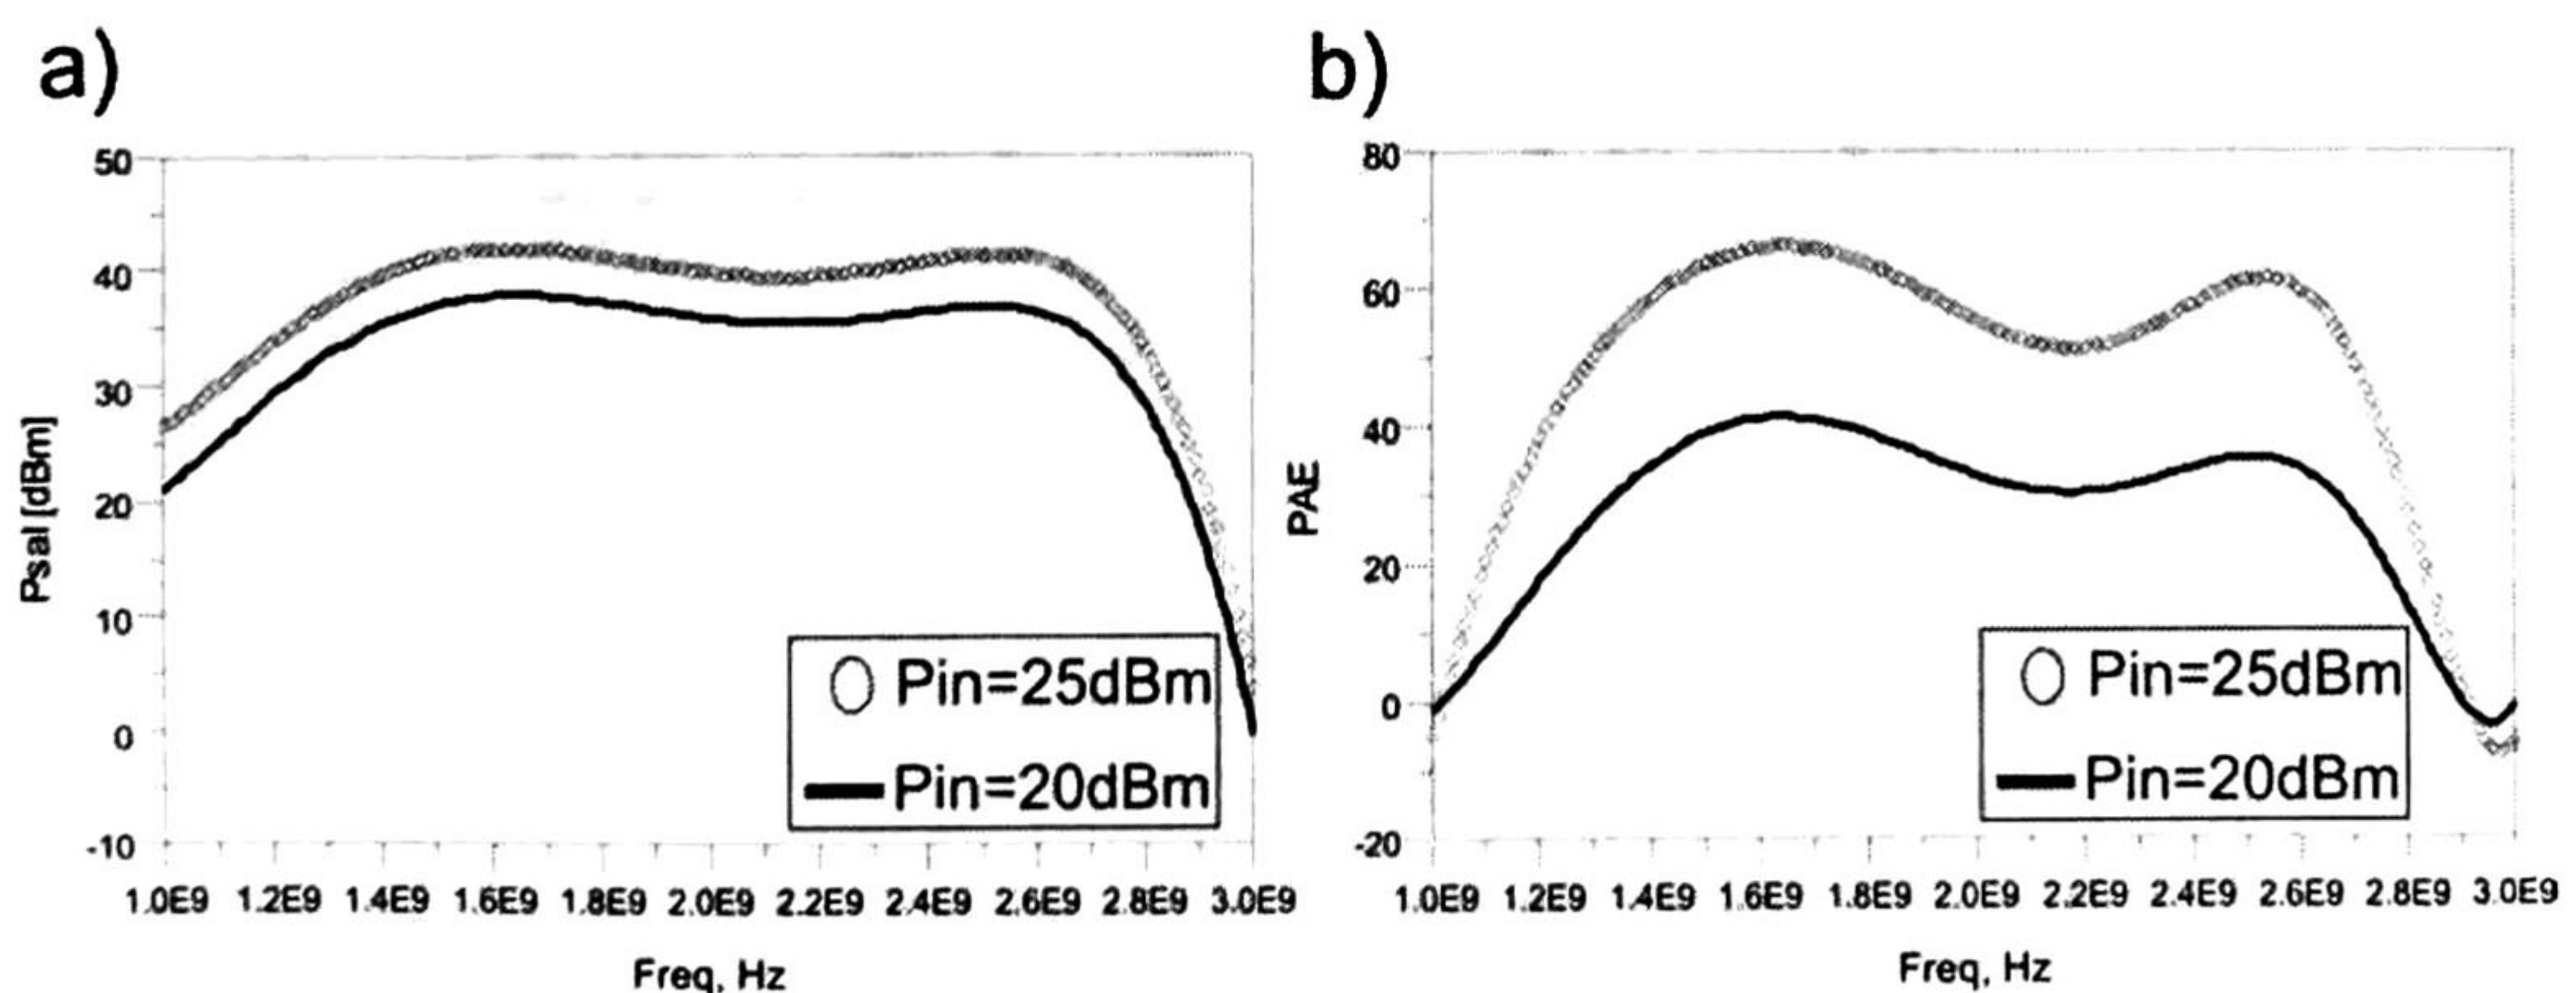 a)
50
40
30
20
10
0
-10
Psal [dBm]
Pin=25dBm
Pin=20dBm
1.0E9 1.2E9 1.4E9 1.6E9 1.8E9 2.0E9 2.2E9 2.4E9 2.6E9 2.8E9 3.0E9
Freq, Hz
b)
80
60
40
20
0
-20
PAE
Pin=25dBm
Pin=20dBm
1.0E9 1.2E9 1.4E9 1.6E9 1.8E9 2.0E9 2.2E9 2.4E9 2.6E9 2.8E9 3.0E9
Freq, Hz